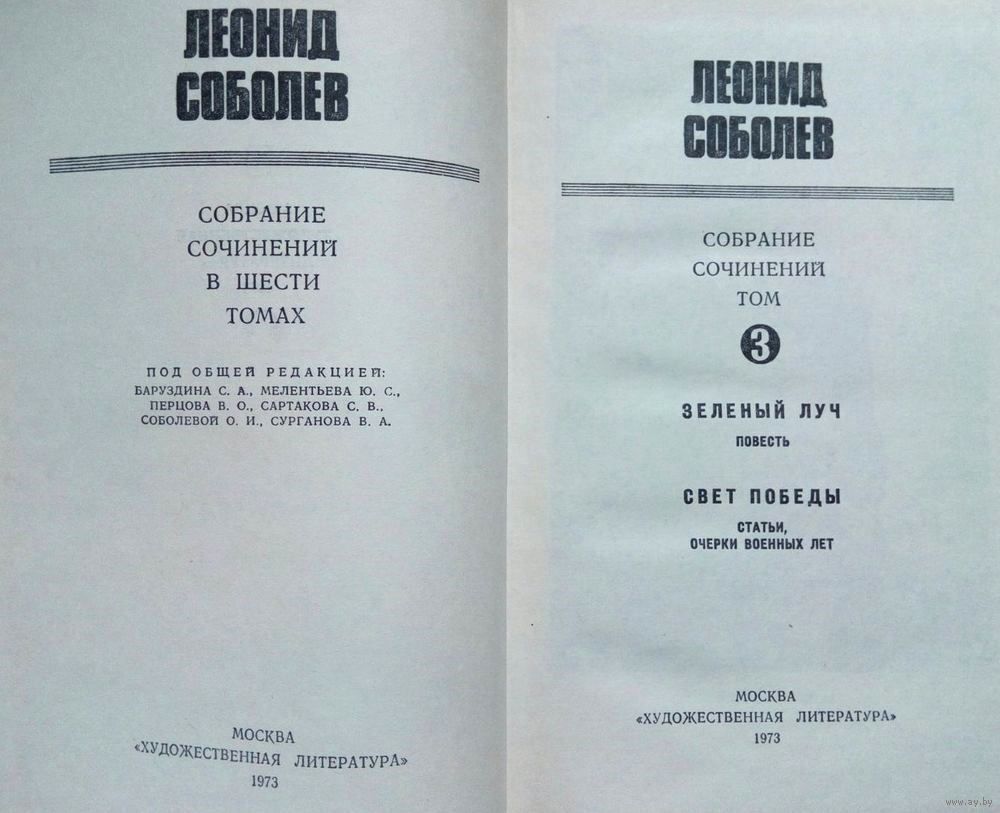 ЛЕОНИД
СОБОЛЕВ
СОБРАНИЕ
СОЧИНЕНИЙ
В ШЕСТИ
ТОМАХ
ПОД ОБЩЕЙ РЕДАКЦИЕЙ:
БАРУЗДИНА С. А., МЕЛЕНТЬЕВА Ю. С.,
ПЕРЦОВА В. О., САРТАКОВА С. В.,
СОБОЛЕВОЙ О. И., СУРГАНОВА В. А.
МОСКВА
«ХУДОЖЕСТВЕННАЯ ЛИТЕРАТУРА»
1973
ЛЕОНИД
СОБОЛЕВ
СОБРАНИЕ
СОЧИНЕНИЙ
ТОМ
3
ЗЕЛЕНЫЙ ЛУЧ
ПОВЕСТЬ
СВЕТ ПОБЕДЫ
СТАТЬИ,
ОЧЕРКИ ВОЕННЫХ ЛЕТ
МОСКВА
«ХУДОЖЕСТВЕННАЯ ЛИТЕРАТУРА»
1973
www.ay.by